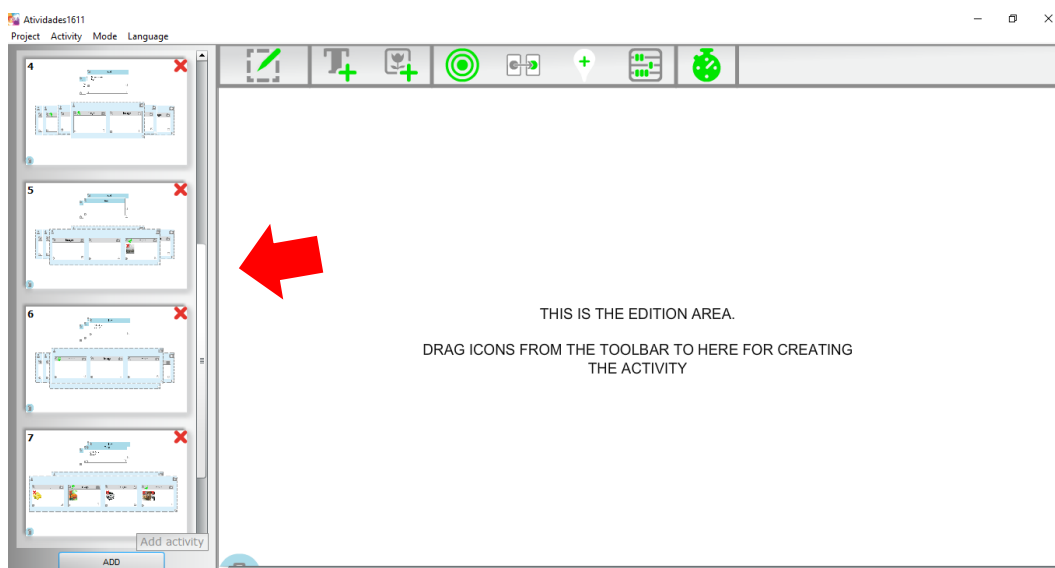 Atividades1611
Project Activity Mode Language
4
5
6
7
Add activity
ADD
THIS IS THE EDITION AREA.
DRAG ICONS FROM THE TOOLBAR TO HERE FOR CREATING
THE ACTIVITY